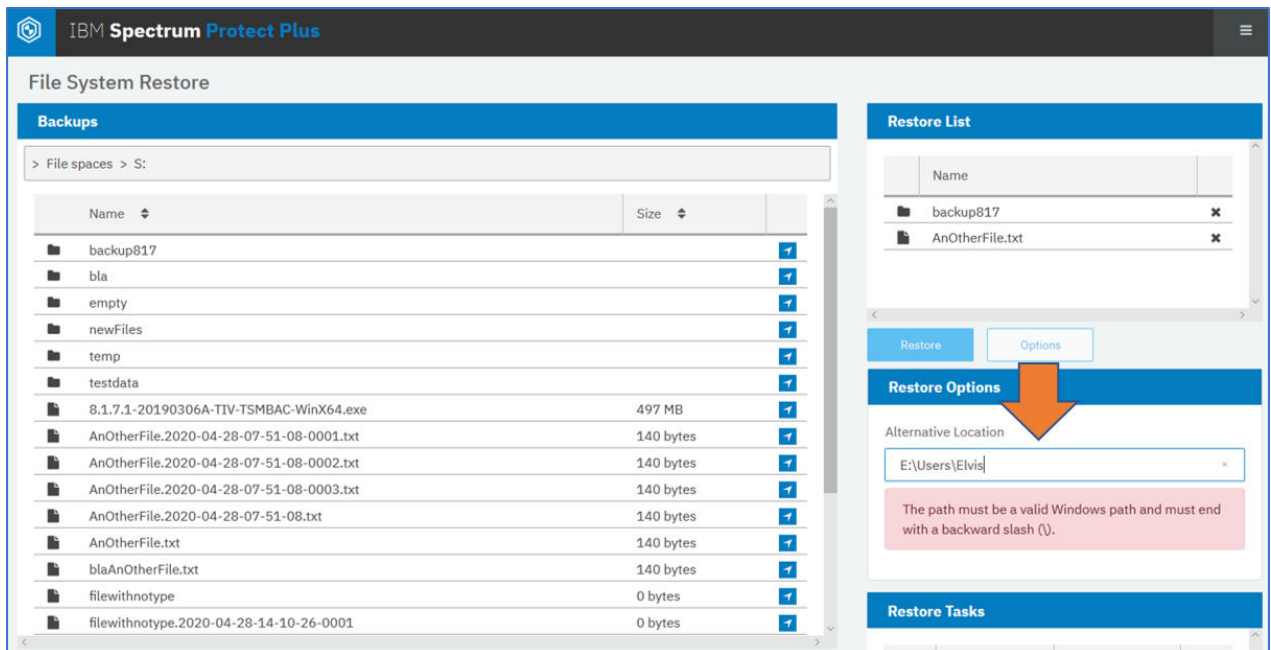 IBM Spectrum Protect Plus
File System Restore
Backups
> File spaces > S:
Name Size
backup817
bla
empty
newFiles
temp
testdata
8.1.7.1-20190306A-TIV-TSMBAC-WinX64.exe 497 MB
AnOtherFile.2020-04-28-07-51-08-0001.txt 140 bytes
AnOtherFile.2020-04-28-07-51-08-0002.txt 140 bytes
AnOtherFile.2020-04-28-07-51-08-0003.txt 140 bytes
AnOtherFile.2020-04-28-07-51-08.txt 140 bytes
AnOtherFile.txt 140 bytes
blaAnOtherFile.txt 140 bytes
filewithnotype 0 bytes
filewithnotype.2020-04-28-14-10-26-0001 0 bytes
Restore List
Name
backup817
AnOtherFile.txt
Restore Options
Restore Options
Alternative Location
E:\Users\Elvis
The path must be a valid Windows path and must end
with a backward slash (\).
Restore Tasks